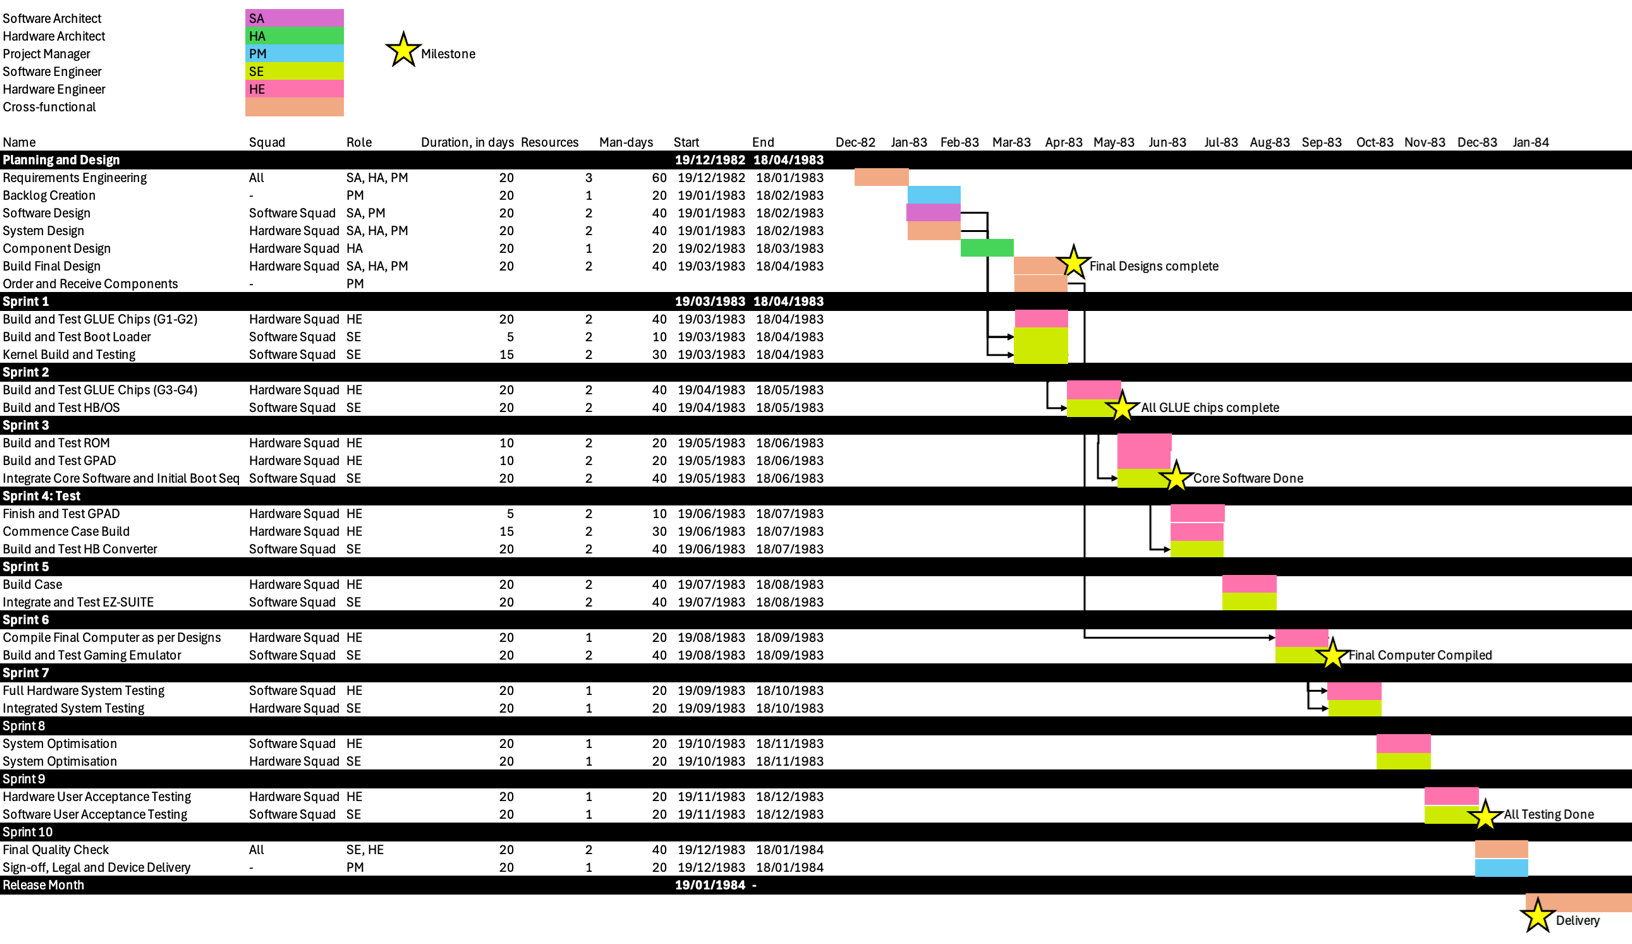 Software Architect SA
Hardware Architect HA
Project Manager PM Milestone
Software Engineer SE
Hardware Engineer HE
Cross-functional
Name Squad Role Duration, in days Resources Man-days Start End Dec-82 Jan-83 Feb-83 Mar-83 Apr-83 May-83 Jun-83 Jul-83 Aug-83 Sep-83 Oct-83 Nov-83 Dec-83 Jan-84
Planning and Design 19/12/1982 18/04/1983
Requirements Engineering All SA, HA, PM 20 3 60 19/12/1982 18/01/1983
Backlog Creation - PM 20 1 20 19/01/1983 18/02/1983
Software Design Software Squad SA, PM 20 2 40 19/01/1983 18/02/1983
System Design Hardware Squad SA, HA, PM 20 2 40 19/01/1983 18/02/1983
Component Design Hardware Squad HA 20 1 20 19/02/1983 18/03/1983
Build Final Design Hardware Squad SA, HA, PM 20 2 40 19/03/1983 18/04/1983 Final Designs complete
Order and Receive Components - PM
Sprint 1 19/03/1983 18/04/1983
Build and Test GLUE Chips (G1-G2) Hardware Squad HE 20 2 40 19/03/1983 18/04/1983
Build and Test Boot Loader Software Squad SE 5 2 10 19/03/1983 18/04/1983
Kernel Build and Testing Software Squad SE 15 2 30 19/03/1983 18/04/1983
Sprint 2
Build and Test GLUE Chips (G3-G4) Hardware Squad HE 20 2 40 19/04/1983 18/05/1983
Build and Test HB/OS Software Squad SE 20 2 40 19/04/1983 18/05/1983 All GLUE chips complete
Sprint 3
Build and Test ROM Hardware Squad HE 10 2 20 19/05/1983 18/06/1983
Build and Test GPAD Hardware Squad HE 10 2 20 19/05/1983 18/06/1983
Integrate Core Software and Initial Boot Seq Software Squad SE 20 2 40 19/05/1983 18/06/1983 Core Software Done
Sprint 4: Test
Finish and Test GPAD Hardware Squad HE 5 2 10 19/06/1983 18/07/1983
Commence Case Build Hardware Squad HE 15 2 30 19/06/1983 18/07/1983
Build and Test HB Converter Software Squad SE 20 2 40 19/06/1983 18/07/1983
Sprint 5
Build Case Hardware Squad HE 20 2 40 19/07/1983 18/08/1983
Integrate and Test EZ-SUITE Software Squad SE 20 2 40 19/07/1983 18/08/1983
Sprint 6
Compile Final Computer as per Designs Hardware Squad HE 20 1 20 19/08/1983 18/09/1983
Build and Test Gaming Emulator Software Squad SE 20 2 40 19/08/1983 18/09/1983 Final Computer Compiled
Sprint 7
Full Hardware System Testing Software Squad HE 20 1 20 19/09/1983 18/10/1983
Integrated System Testing Hardware Squad SE 20 1 20 19/09/1983 18/10/1983
Sprint 8
System Optimisation Software Squad HE 20 1 20 19/10/1983 18/11/1983
System Optimisation Hardware Squad SE 20 1 20 19/10/1983 18/11/1983
Sprint 9
Hardware User Acceptance Testing Hardware Squad HE 20 1 20 19/11/1983 18/12/1983
Software User Acceptance Testing Software Squad SE 20 1 20 19/11/1983 18/12/1983 All Testing Done
Sprint 10
Final Quality Check All SE, HE 20 2 40 19/12/1983 18/01/1984
Sign-off, Legal and Device Delivery - PM 20 1 20 19/12/1983 18/01/1984
Release Month 19/01/1984 -
Delivery